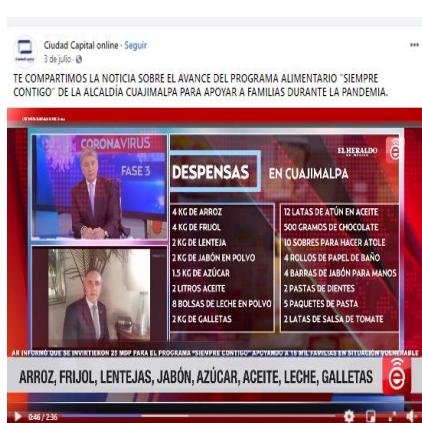 Ciudad Capital online · Seguir
3 de julio ·
TE COMPARTIMOS LA NOTICIA SOBRE EL AVANCE DEL PROGRAMA ALIMENTARIO "SIEMPRE
CONTIGO" DE LA ALCALDÍA CUAJIMALPA PARA APOYAR A FAMILIAS DURANTE LA PANDEMIA.
CORONAVIRUS
FASE 3
EL HERALDO
DE MÉXICO
DESPENSAS EN CUAJIMALPA
4 KG DE ARROZ
4 KG DE FRIJOL
2 KG DE LENTEJA
2 KG DE JABÓN EN POLVO
1.5 KG DE AZÚCAR
2 LITROS ACEITE
8 BOLSAS DE LECHE EN POLVO
2 KG DE GALLETAS
12 LATAS DE ATÚN EN ACEITE
500 GRAMOS DE CHOCOLATE
10 SOBRES PARA HACER ATOLE
4 ROLLOS DE PAPEL DE BAÑO
4 BARRAS DE JABÓN PARA MANOS
2 PASTAS DE DIENTES
5 PAQUETES DE PASTA
2 LATAS DE SALSA DE TOMATE
AR INFORMÓ QUE SE INVIRTIERON 25 MDP PARA EL PROGRAMA "SIEMPRE CONTIGO" APOYANDO A 18 MIL FAMILIAS EN SITUACIÓN VULNERABLE
ARROZ, FRIJOL, LENTEJAS, JABÓN, AZÚCAR, ACEITE, LECHE, GALLETAS
0:46 / 2:36